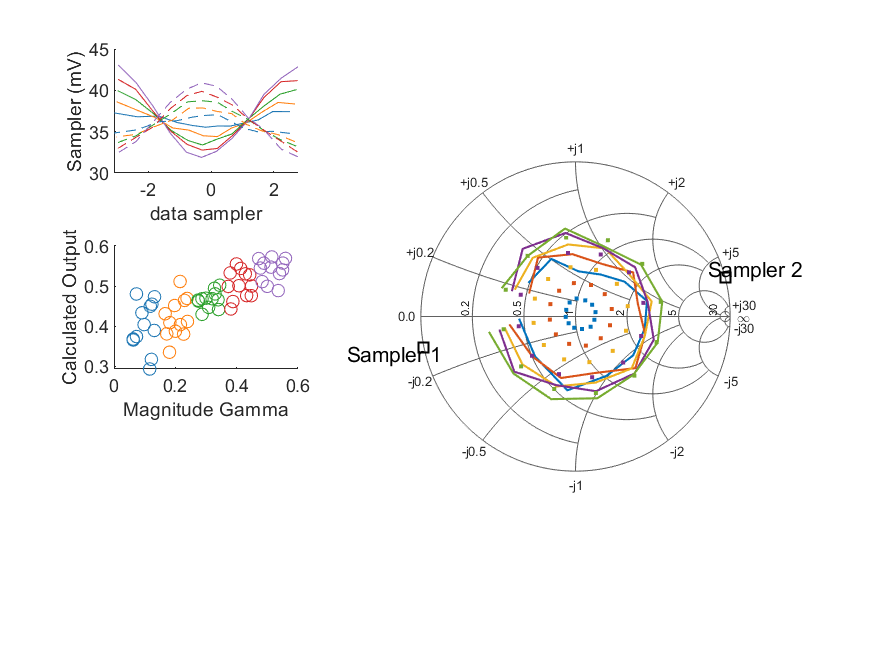 45
40
35
30
Sampler (mV)
-2 0 2
data sampler
0.6
0.5
0.4
0.3
Calculated Output
0 0.2 0.4 0.6
Magnitude Gamma
+j1
+j0.5 +j2
+j0.2 +j5
Sampler 2
0.0 0.2 0.5 1 2 5 30 +j30
∞
-j30
Sample 1
-j0.2 -j5
-j0.5 -j2
-j1